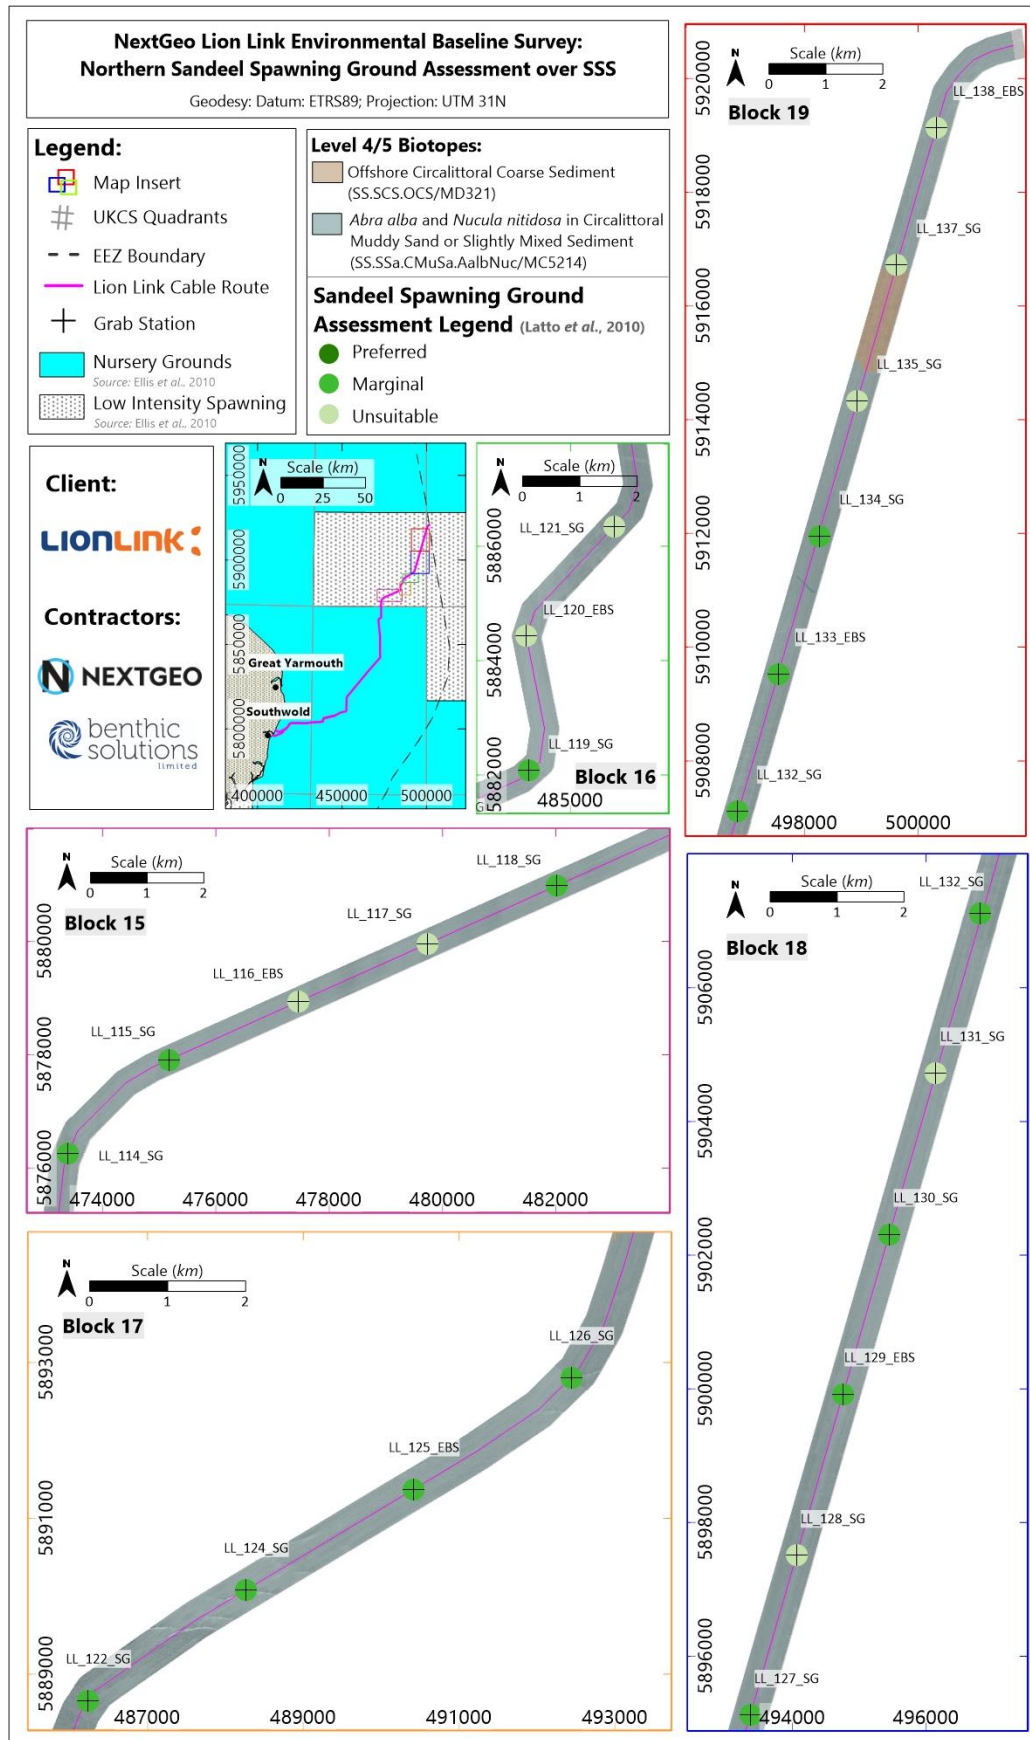 NextGeo Lion Link Environmental Baseline Survey:
Northern Sandeel Spawning Ground Assessment over SSS
Geodesy: Datum: ETRS89; Projection: UTM 31N
Legend:
Map Insert
UKCS Quadrants
EEZ Boundary
Lion Link Cable Route
Grab Station
Nursery Grounds
Source: Ellis et al., 2010
Low Intensity Spawning
Source: Ellis et al., 2010
Level 4/5 Biotopes:
Offshore Circalittoral Coarse Sediment
(SS.SCS.OCS/MD321)
Abra alba and Nucula nitidosa in Circalittoral
Muddy Sand or Slightly Mixed Sediment
(SS.SSa.CMuSa.AalbNuc/MC5214)
Sandeel Spawning Ground
Assessment Legend (Latto et al., 2010)
Preferred
Marginal
Unsuitable
Client:
LIONLINK
Contractors:
N NEXTGEO
benthic
solutions
limited
N
Scale (km)
0 25 50
5950000
5900000
5850000
5800000
Great Yarmouth
Southwold
400000 450000 500000
N
Scale (km)
0 1 2
LL_121_SG
5886000
LL_120_EBS
5884000
LL_119_SG
Block 16
5882000
G
485000
N
Scale (km)
0 1 2
Block 19
5920000
LL_138_EBS
5918000
LL_137_SG
5916000
LL_135_SG
5914000
LL_134_SG
5912000
LL_133_EBS
5910000
LL_132_SG
5908000
498000 500000
N
Scale (km)
0 1 2
Block 15
LL_118_SG
LL_117_SG
5880000
LL_116_EBS
LL_115_SG
5878000
LL_114_SG
5876000
474000 476000 478000 480000 482000
N
Scale (km)
0 1 2
Block 17
LL_126_SG
5893000
LL_125_EBS
5891000
LL_124_SG
LL_122_SG
5889000
487000 489000 491000 493000
N
Scale (km)
0 1 2
Block 18
LL_132_SG
5906000
LL_131_SG
5904000
LL_130_SG
5902000
LL_129_EBS
5900000
LL_128_SG
5898000
LL_127_SG
5896000
494000 496000